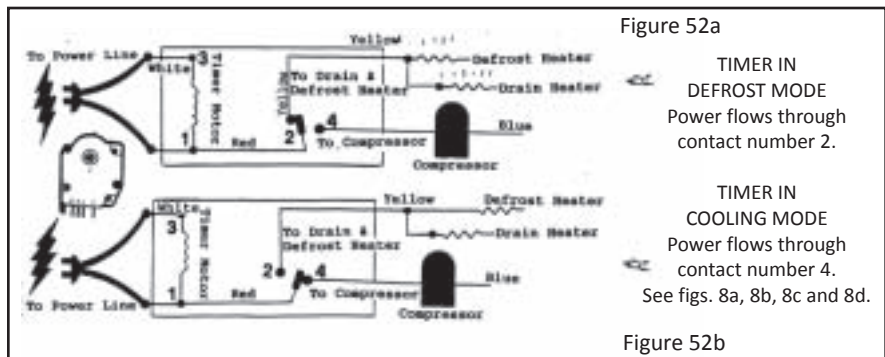 Figure 52a
Yellow
To Power Line
3
Defrost Heater
White
To Drain &
Defrost Heater
Timer Motor
Yellow
Drain Heater
TIMER IN
DEFROST MODE
Power flows through
contact number 2.
4
Blue
1
Red
2
To Compressor
Compressor
White
Yellow
Defrost Heater
3
Timer Motor
To Drain &
Defrost Heater
Drain Heater
TIMER IN
COOLING MODE
Power flows through
contact number 4.
See figs. 8a, 8b, 8c and 8d.
2
4
Blue
1
Red
To Compressor
To Power Line
Compressor
Figure 52b